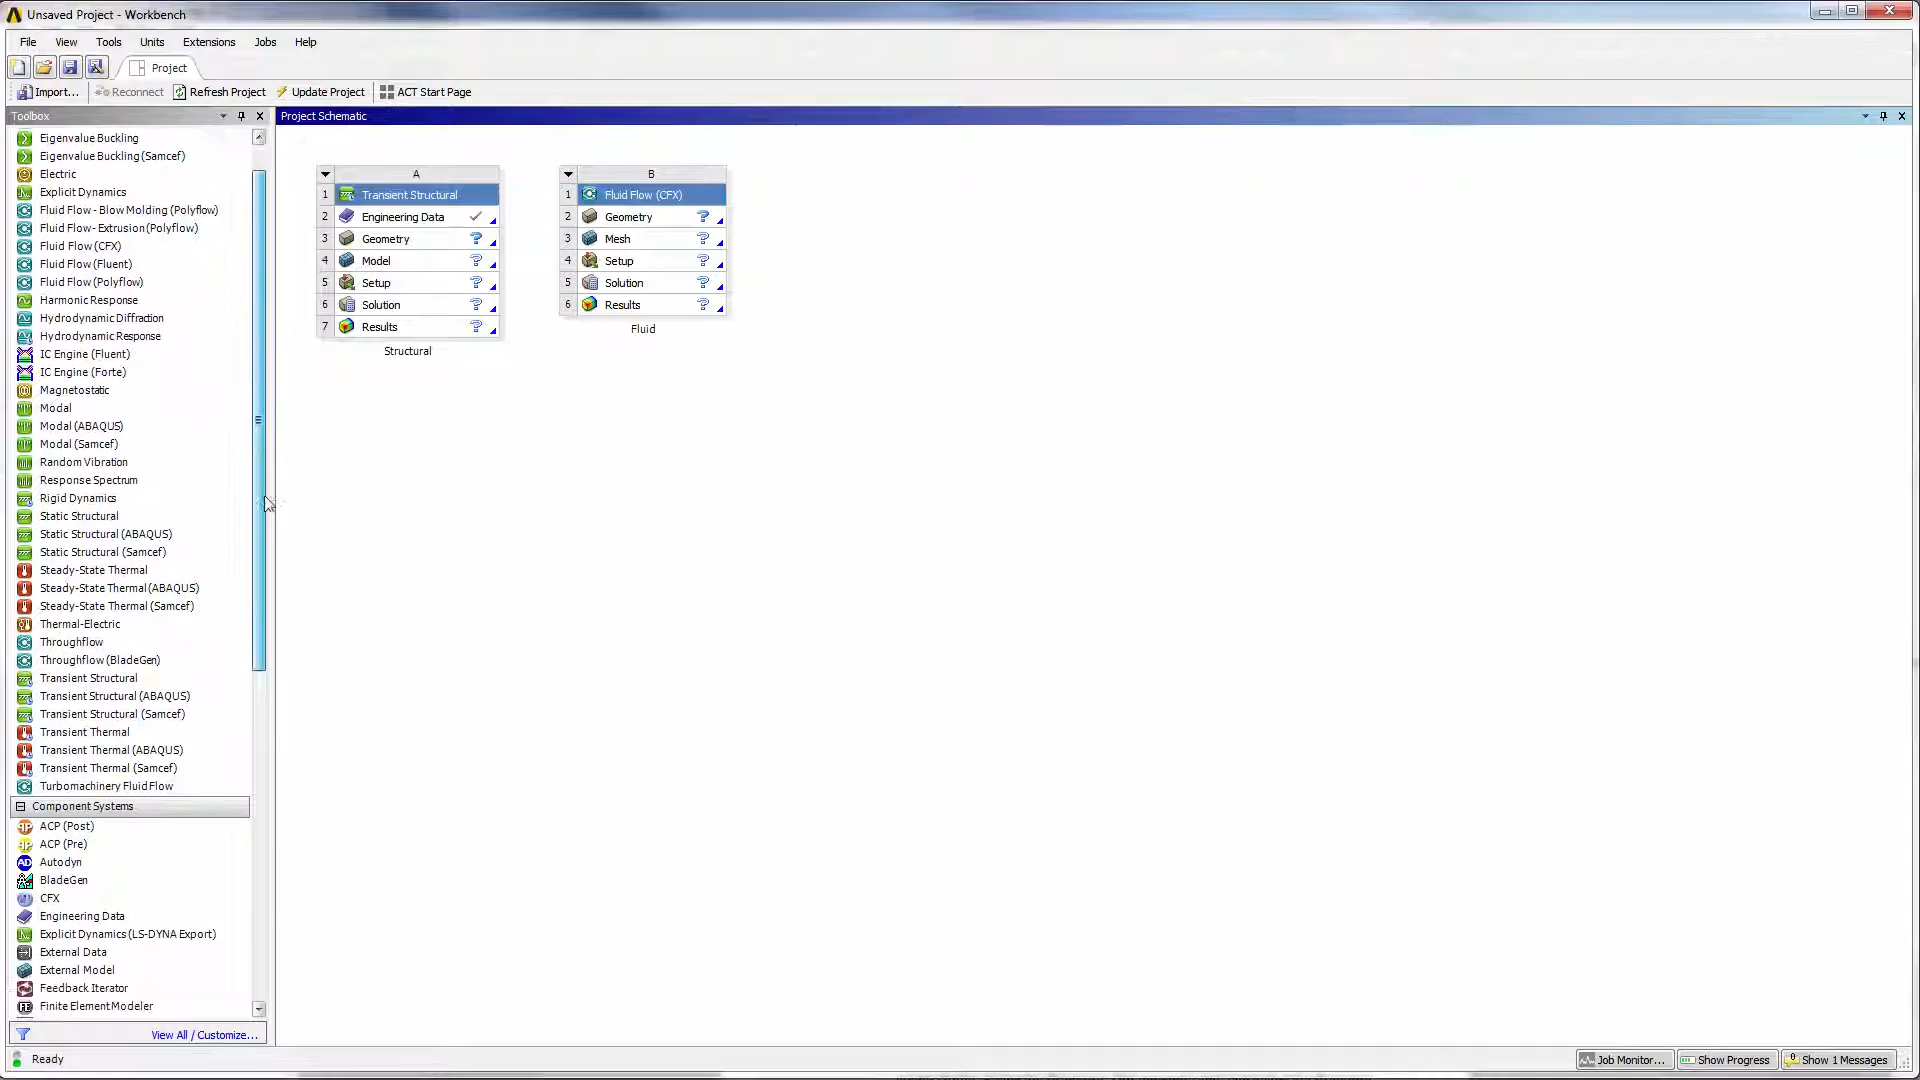 Unsaved Project - Workbench
File View Tools Units Extensions Jobs Help
Project
Import... Reconnect Refresh Project Update Project ACT Start Page
Toolbox
Eigenvalue Buckling
Eigenvalue Buckling (Samcef)
Electric
Explicit Dynamics
Fluid Flow - Blow Molding (Polyflow)
Fluid Flow - Extrusion (Polyflow)
Fluid Flow (CFX)
Fluid Flow (Fluent)
Fluid Flow (Polyflow)
Harmonic Response
Hydrodynamic Diffraction
Hydrodynamic Response
IC Engine (Fluent)
IC Engine (Forte)
Magnetostatic
Modal
Modal (ABAQUS)
Modal (Samcef)
Random Vibration
Response Spectrum
Rigid Dynamics
Static Structural
Static Structural (ABAQUS)
Static Structural (Samcef)
Steady-State Thermal
Steady-State Thermal (ABAQUS)
Steady-State Thermal (Samcef)
Thermal-Electric
Throughflow
Throughflow (BladeGen)
Transient Structural
Transient Structural (ABAQUS)
Transient Structural (Samcef)
Transient Thermal
Transient Thermal (ABAQUS)
Transient Thermal (Samcef)
Turbomachinery Fluid Flow
Component Systems
ACP (Post)
ACP (Pre)
Autodyn
BladeGen
CFX
Engineering Data
Explicit Dynamics (LS-DYNA Export)
External Data
External Model
Feedback Iterator
Finite Element Modeler
View All / Customize...
Project Schematic
A
1 Transient Structural
2 Engineering Data
3 Geometry
4 Model
5 Setup
6 Solution
7 Results
Structural
B
1 Fluid Flow (CFX)
2 Geometry
3 Mesh
4 Setup
5 Solution
6 Results
Fluid
Ready
Job Monitor... Show Progress Show 1 Messages